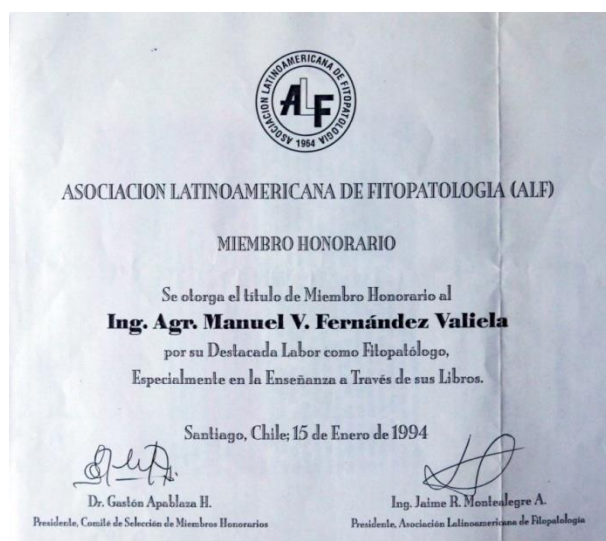 ASOCIACION LATINOAMERICANA DE FITOPATOLOGIA
ALF
1964
ASOCIACION LATINOAMERICANA DE FITOPATOLOGIA (ALF)
MIEMBRO HONORARIO
Se otorga el título de Miembro Honorario al
Ing. Agr. Manuel V. Fernández Valiela
por su Destacada Labor como Fitopatólogo,
Especialmente en la Enseñanza a Través de sus Libros.
Santiago, Chile; 15 de Enero de 1994
Dr. Gastón Apablaza H.
Presidente, Comité de Selección de Miembros Honorarios
Ing. Jaime R. Montealegre A.
Presidente, Asociación Latinoamericana de Fitopatología